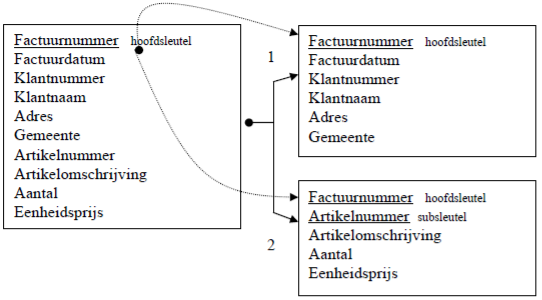 Factuurnummer hoofdsleutel
Factuurdatum
Klantnummer
Klantnaam
Adres
Gemeente
Artikelnummer
Artikelomschrijving
Aantal
Eenheidsprijs
1
Factuurnummer hoofdsleutel
Factuurdatum
Klantnummer
Klantnaam
Adres
Gemeente
2
Factuurnummer hoofdsleutel
Artikelnummer subsleutel
Artikelomschrijving
Aantal
Eenheidsprijs